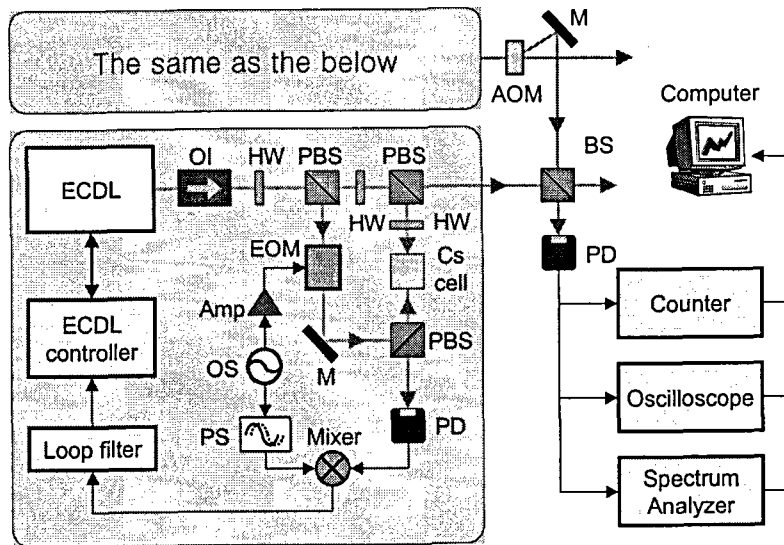 The same as the below
M
AOM
Computer
BS
OI
HW
PBS
PBS
ECDL
HW
HW
EOM
Cs
cell
PD
Amp
Counter
ECDL
controller
PBS
OS
M
Oscilloscope
PS
Mixer
PD
Loop filter
Spectrum
Analyzer